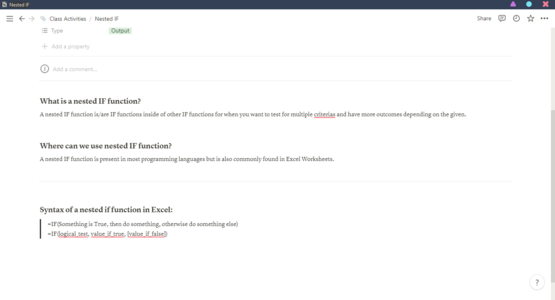 Nested IF
Class Activities / Nested IF
Share
Type Output
Add a property
Add a comment...
What is a nested IF function?
A nested IF function is/are IF functions inside of other IF functions for when you want to test for multiple criterias and have more outcomes depending on the given.
Where can we use nested IF function?
A nested IF function is present in most programming languages but is also commonly found in Excel Worksheets.
Syntax of a nested if function in Excel:
=IF(Something is True, then do something, otherwise do something else)
=IF(logical_test, value_if_true, [value_if_false])
?